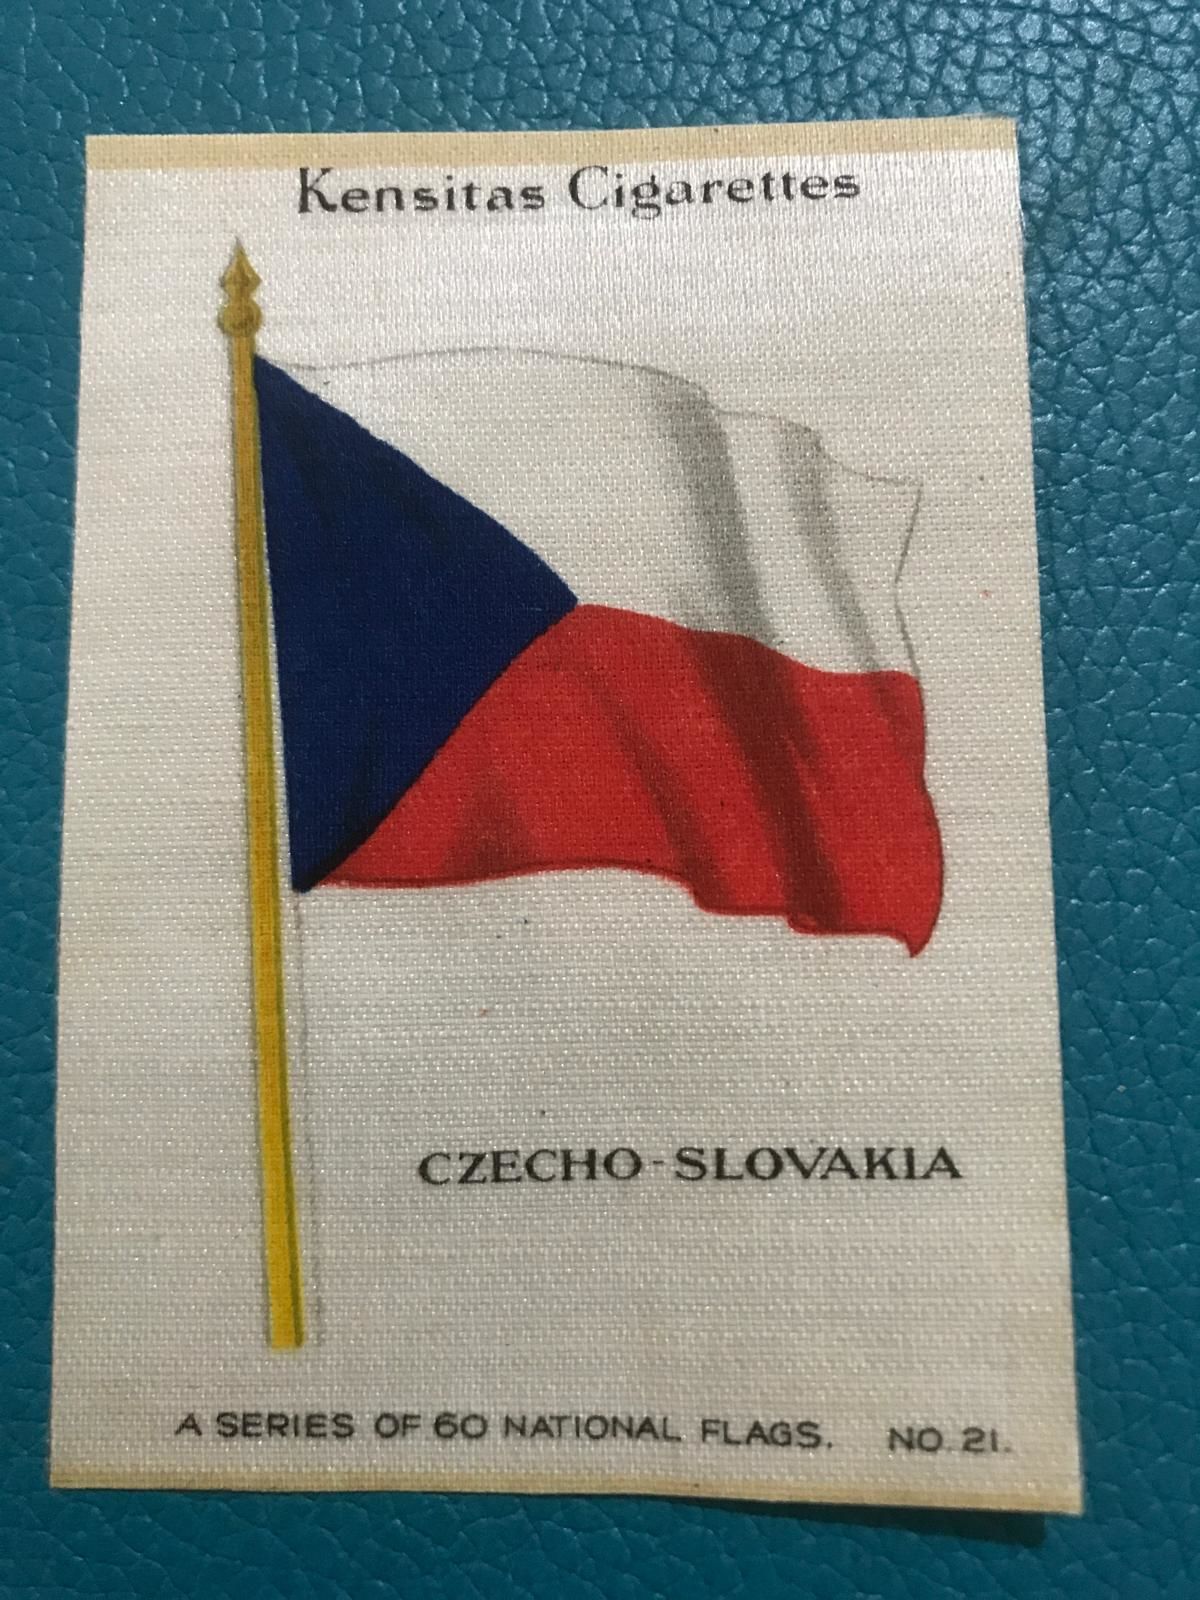 Kensitas Cigarettes
CZECHO-SLOVAKIA
A SERIES OF 60 NATIONAL FLAGS. NO. 21.